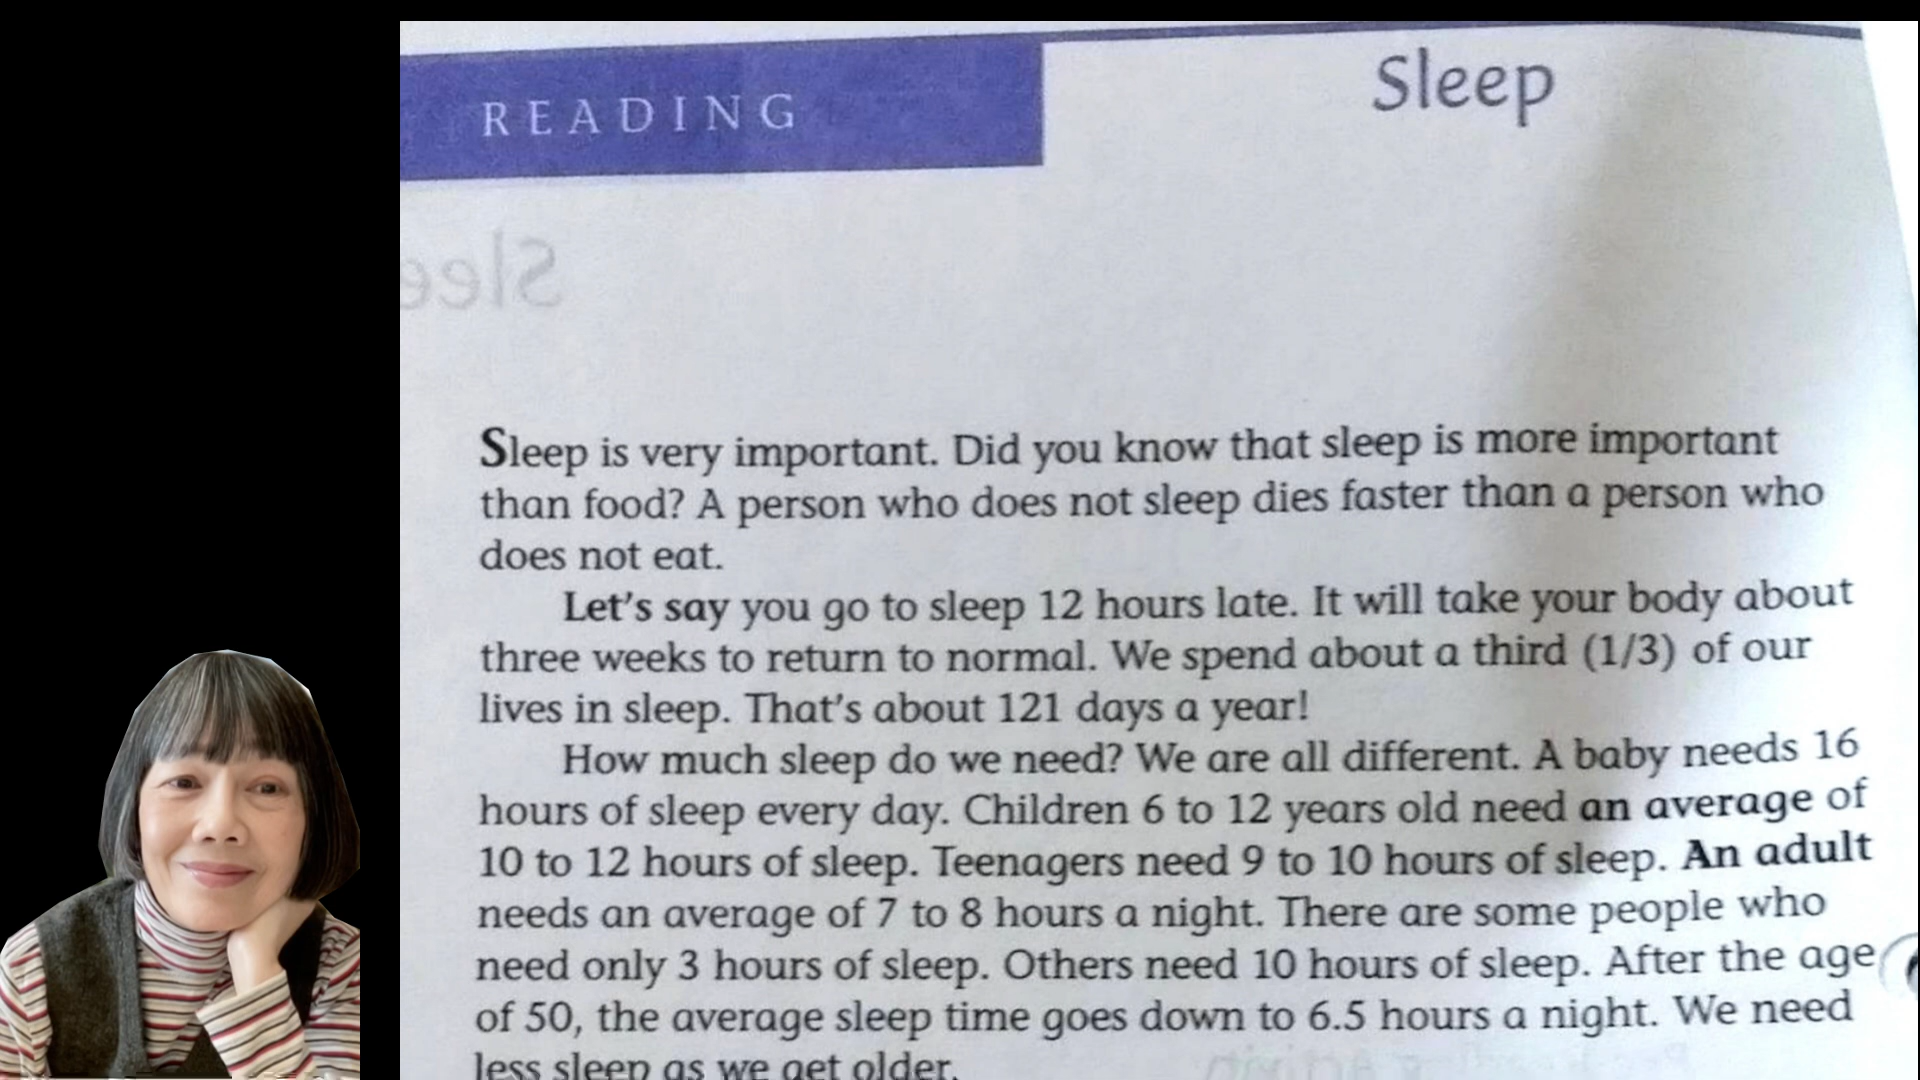 READING
Sleep
Sleep is very important. Did you know that sleep is more important
than food? A person who does not sleep dies faster than a person who
does not eat.
Let's say you go to sleep 12 hours late. It will take your body about
three weeks to return to normal. We spend about a third (1/3) of our
lives in sleep. That's about 121 days a year!
How much sleep do we need? We are all different. A baby needs 16
hours of sleep every day. Children 6 to 12 years old need an average of
10 to 12 hours of sleep. Teenagers need 9 to 10 hours of sleep. An adult
needs an average of 7 to 8 hours a night. There are some people who
need only 3 hours of sleep. Others need 10 hours of sleep. After the age
of 50, the average sleep time goes down to 6.5 hours a night. We need
less sleep as we get older.